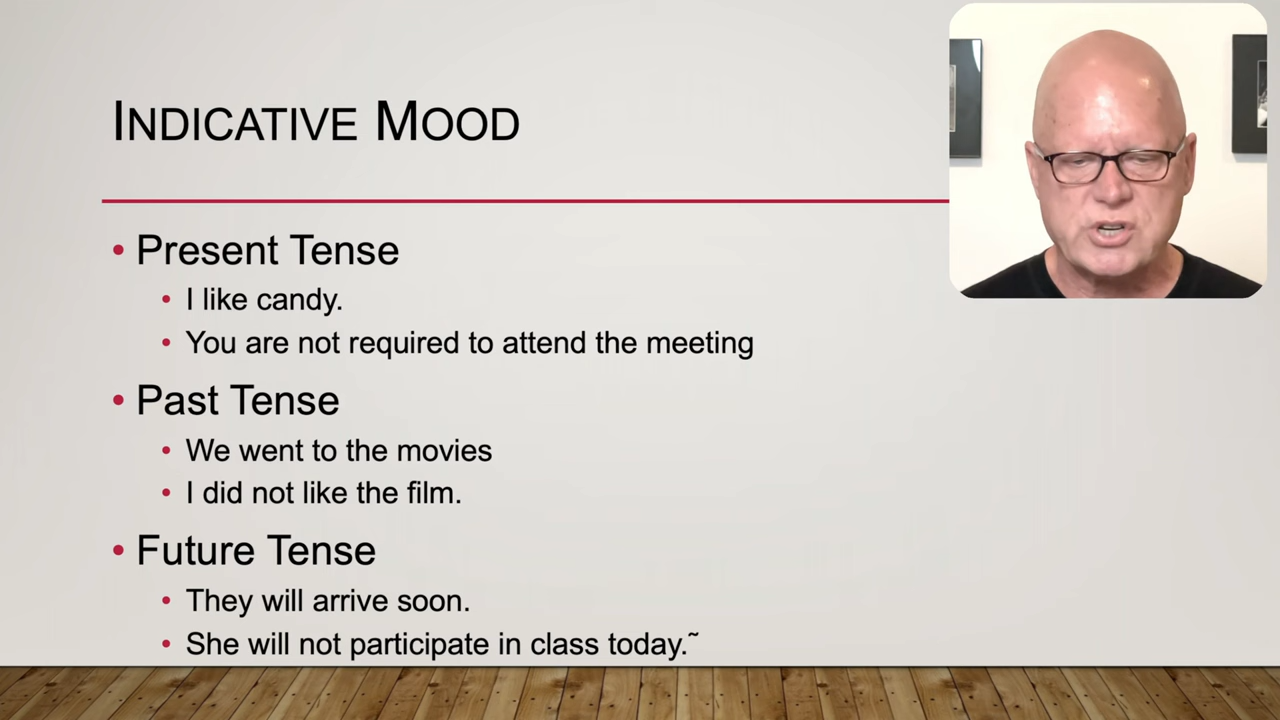 INDICATIVE MOOD
• Present Tense
• I like candy.
• You are not required to attend the meeting
• Past Tense
• We went to the movies
• I did not like the film.
• Future Tense
• They will arrive soon.
• She will not participate in class today.˜